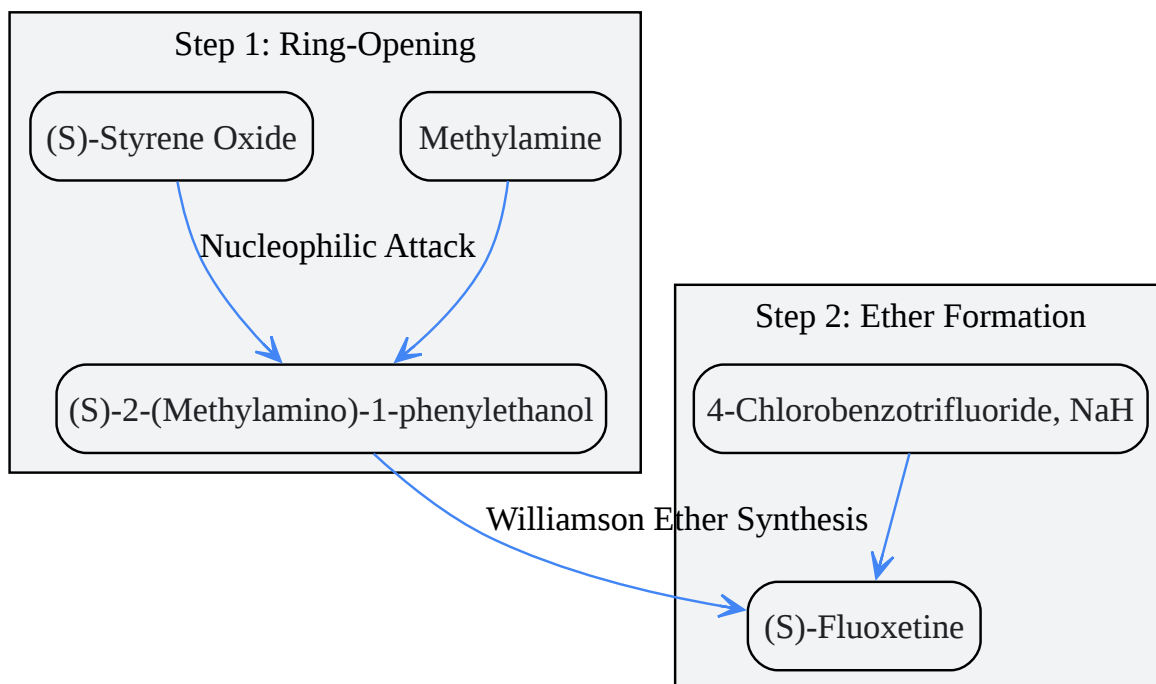 Step 1: Ring-Opening
(S)-Styrene Oxide
Methylamine
Nucleophilic Attack
(S)-2-(Methylamino)-1-phenylethanol
Step 2: Ether Formation
4-Chlorobenzotrifluoride, NaH
Williamson Ether Synthesis
(S)-Fluoxetine